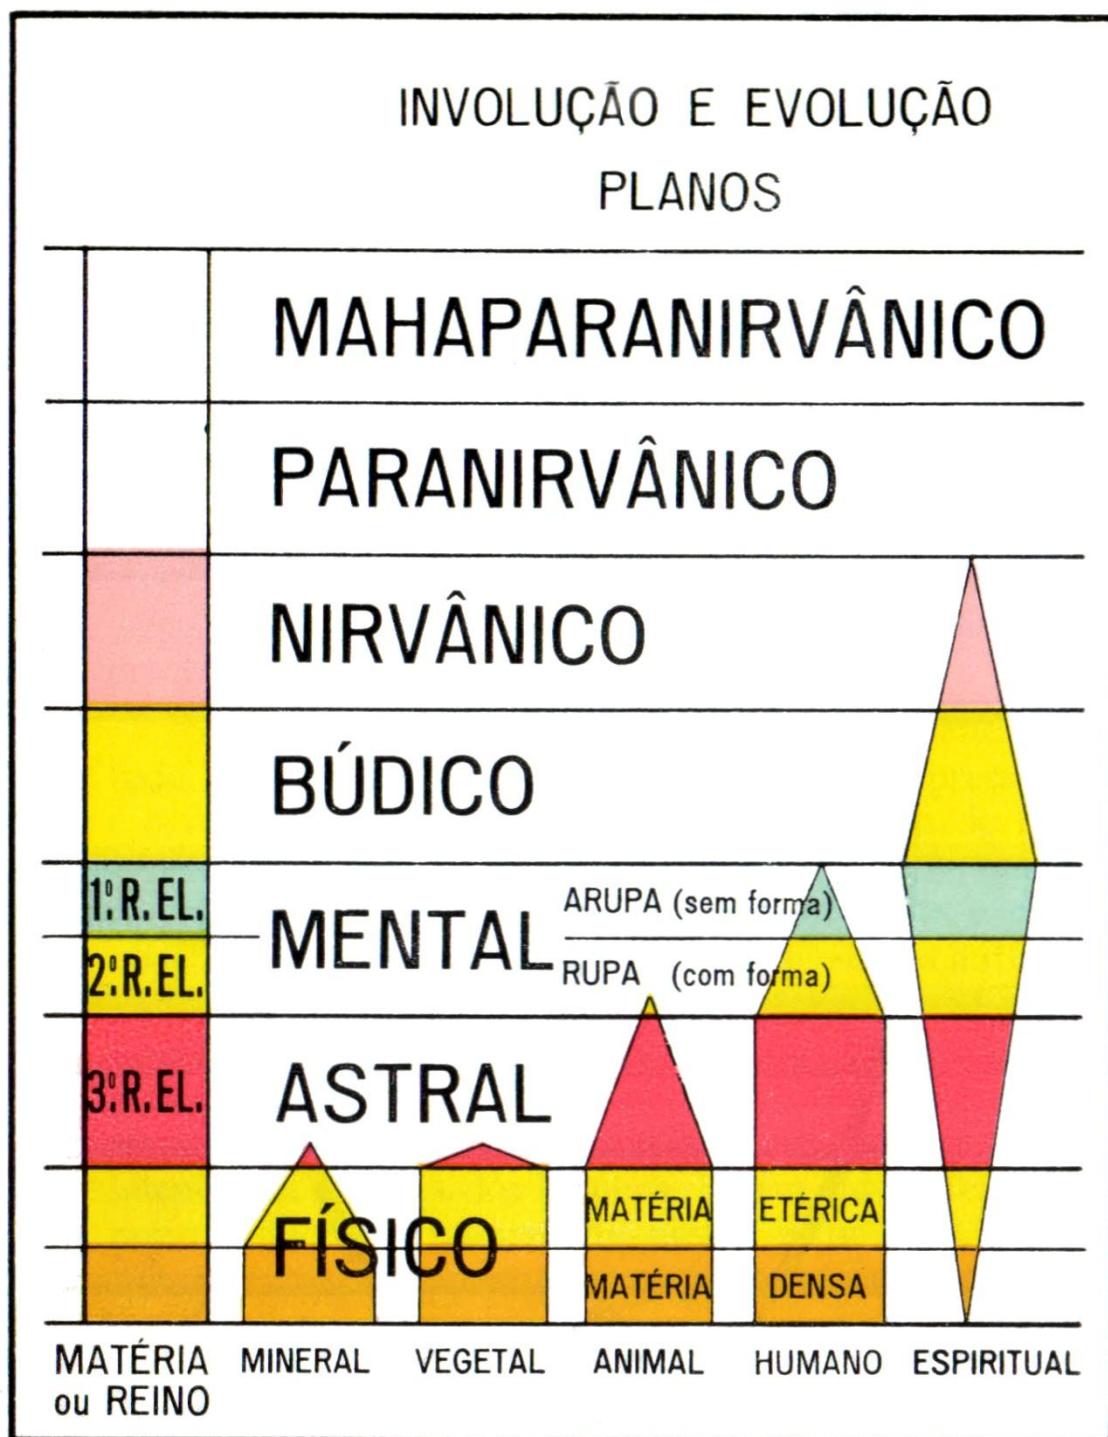 INVOLUÇÃO E EVOLUÇÃO
PLANOS
MAHAPARANIRVÂNICO
PARANIRVÂNICO
NIRVÂNICO
BÚDICO
1º R. EL.
MENTAL
ARUPA (sem forma)
2º R. EL.
RUPA (com forma)
3º R. EL.
ASTRAL
FÍSICO
MATÉRIA ETÉRICA
MATÉRIA DENSA
MATÉRIA
ou REINO
MINERAL VEGETAL ANIMAL HUMANO ESPIRITUAL